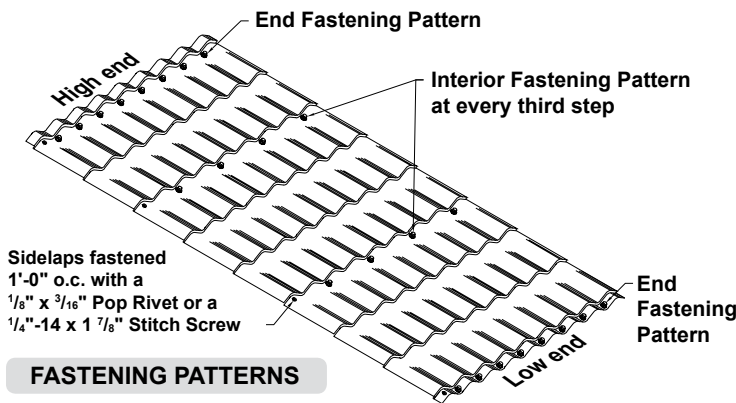 End Fastening Pattern
High end
Interior Fastening Pattern
at every third step
Sidelaps fastened
1'-0" o.c. with a
1/8" x 3/16" Pop Rivet or a
1/4"-14 x 1 7/8" Stitch Screw
End
Fastening
Pattern
Low end
FASTENING PATTERNS